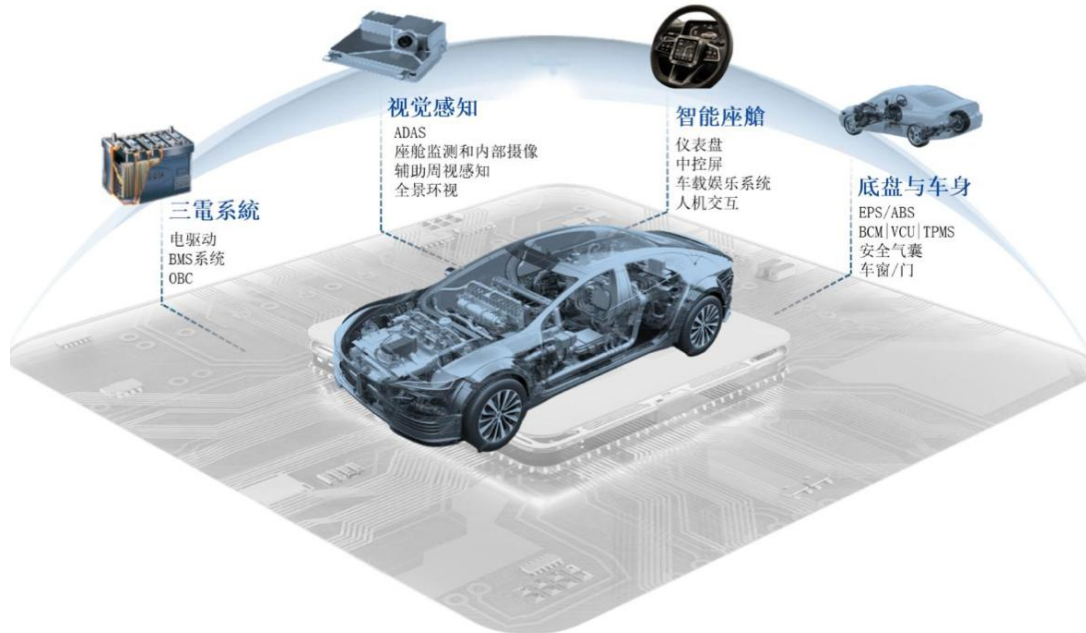 三電系統
电驱动
BMS系统
OBC
视觉感知
ADAS
座舱监测和内部摄像
辅助周视感知
全景环视
智能座艙
仪表盘
中控屏
车载娱乐系统
人机交互
底盘与车身
EPS/ABS
BCM|VCU|TPMS
安全气囊
车窗/门